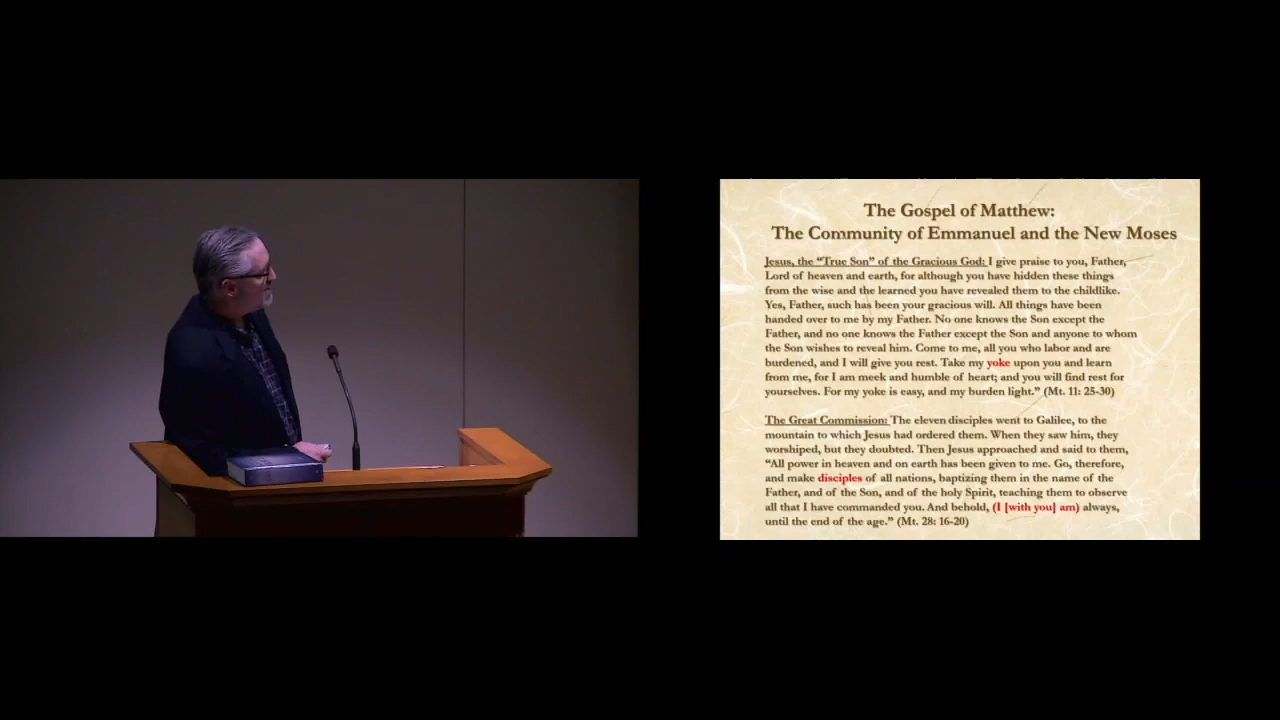 The Gospel of Matthew:
The Community of Emmanuel and the New Moses
Jesus, the “True Son” of the Gracious God: I give praise to you, Father,
Lord of heaven and earth, for although you have hidden these things
from the wise and the learned you have revealed them to the childlike.
Yes, Father, such has been your gracious will. All things have been
handed over to me by my Father. No one knows the Son except the
Father, and no one knows the Father except the Son and anyone to whom
the Son wishes to reveal him. Come to me, all you who labor and are
burdened, and I will give you rest. Take my yoke upon you and learn
from me, for I am meek and humble of heart; and you will find rest for
yourselves. For my yoke is easy, and my burden light.” (Mt. 11: 25-30)
The Great Commission: The eleven disciples went to Galilee, to the
mountain to which Jesus had ordered them. When they saw him, they
worshiped, but they doubted. Then Jesus approached and said to them,
“All power in heaven and on earth has been given to me. Go, therefore,
and make disciples of all nations, baptizing them in the name of the
Father, and of the Son, and of the holy Spirit, teaching them to observe
all that I have commanded you. And behold, (I [with you] am) always,
until the end of the age.” (Mt. 28: 16-20)